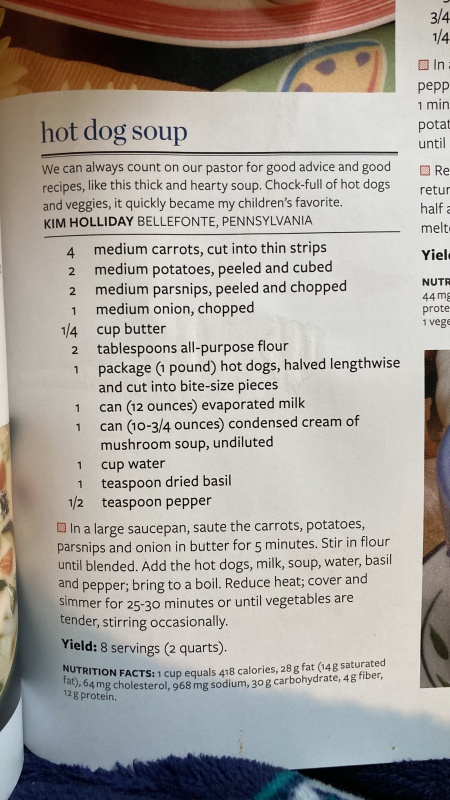 hot dog soup
We can always count on our pastor for good advice and good
recipes, like this thick and hearty soup. Chock-full of hot dogs
and veggies, it quickly became my children's favorite.
KIM HOLLIDAY BELLEFONTE, PENNSYLVANIA
4 medium carrots, cut into thin strips
2 medium potatoes, peeled and cubed
2 medium parsnips, peeled and chopped
1 medium onion, chopped
1/4 cup butter
2 tablespoons all-purpose flour
1 package (1 pound) hot dogs, halved lengthwise
and cut into bite-size pieces
1 can (12 ounces) evaporated milk
1 can (10-3/4 ounces) condensed cream of
mushroom soup, undiluted
1 cup water
1 teaspoon dried basil
1/2 teaspoon pepper
In a large saucepan, saute the carrots, potatoes,
parsnips and onion in butter for 5 minutes. Stir in flour
until blended. Add the hot dogs, milk, soup, water, basil
and pepper; bring to a boil. Reduce heat; cover and
simmer for 25-30 minutes or until vegetables are
tender, stirring occasionally.
Yield: 8 servings (2 quarts).
NUTRITION FACTS: 1 cup equals 418 calories, 28 g fat (14 g saturated
fat), 64 mg cholesterol, 968 mg sodium, 30 g carbohydrate, 4 g fiber,
12 g protein.
3/4
1/4
In
pepp
1 min
potat
until
Re
retur
half a
melt
Yiel
NUTR
44 mg
prote
1 vege